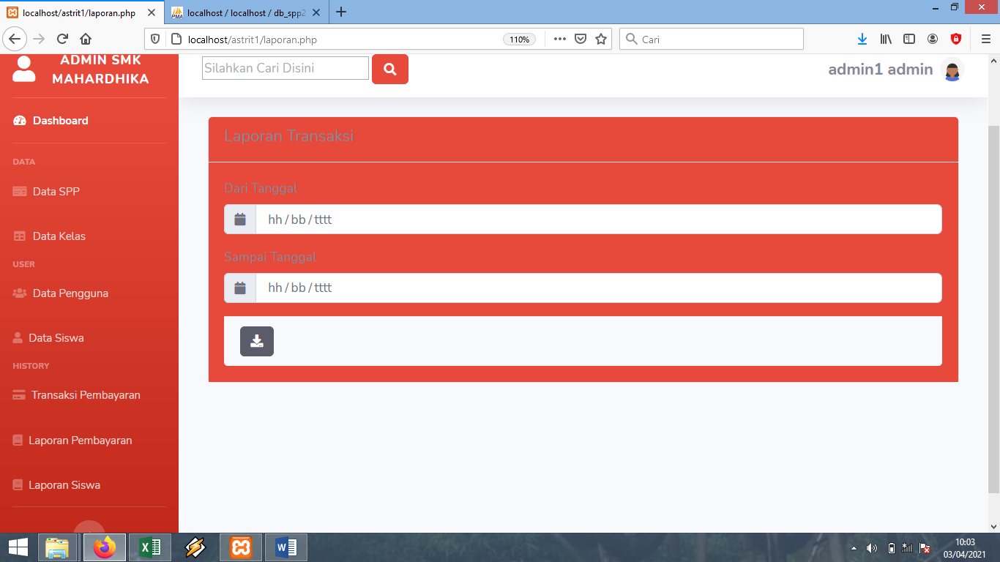 localhost/astrit1/laporan.php
localhost / localhost / db_spp2
localhost/astrit1/laporan.php
110%
Cari
ADMIN SMK
MAHARDHIKA
Silahkan Cari Disini
admin1 admin
Dashboard
DATA
Data SPP
Data Kelas
USER
Data Pengguna
Data Siswa
HISTORY
Transaksi Pembayaran
Laporan Pembayaran
Laporan Siswa
Laporan Transaksi
Dari Tanggal
hh / bb / tttt
Sampai Tanggal
hh / bb / tttt
10:03
03/04/2021